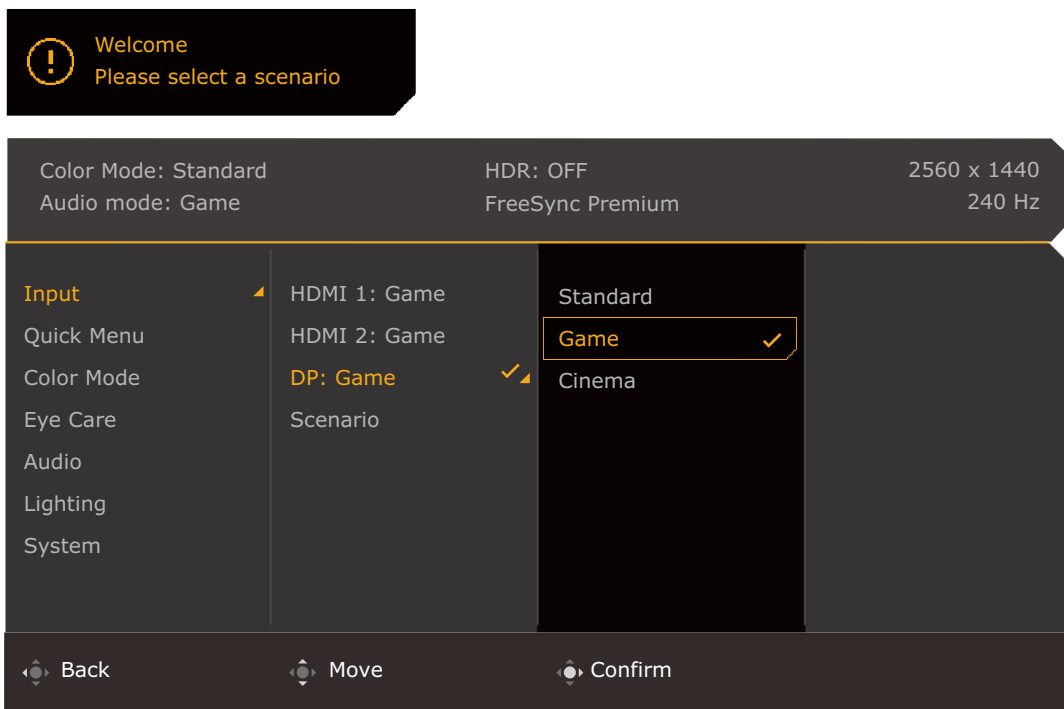 Welcome
Please select a scenario
Color Mode: Standard
Audio mode: Game
HDR: OFF
FreeSync Premium
2560 x 1440
240 Hz
Input
Quick Menu
Color Mode
Eye Care
Audio
Lighting
System
HDMI 1: Game
HDMI 2: Game
DP: Game
Scenario
Standard
Game
Cinema
Back
Move
Confirm